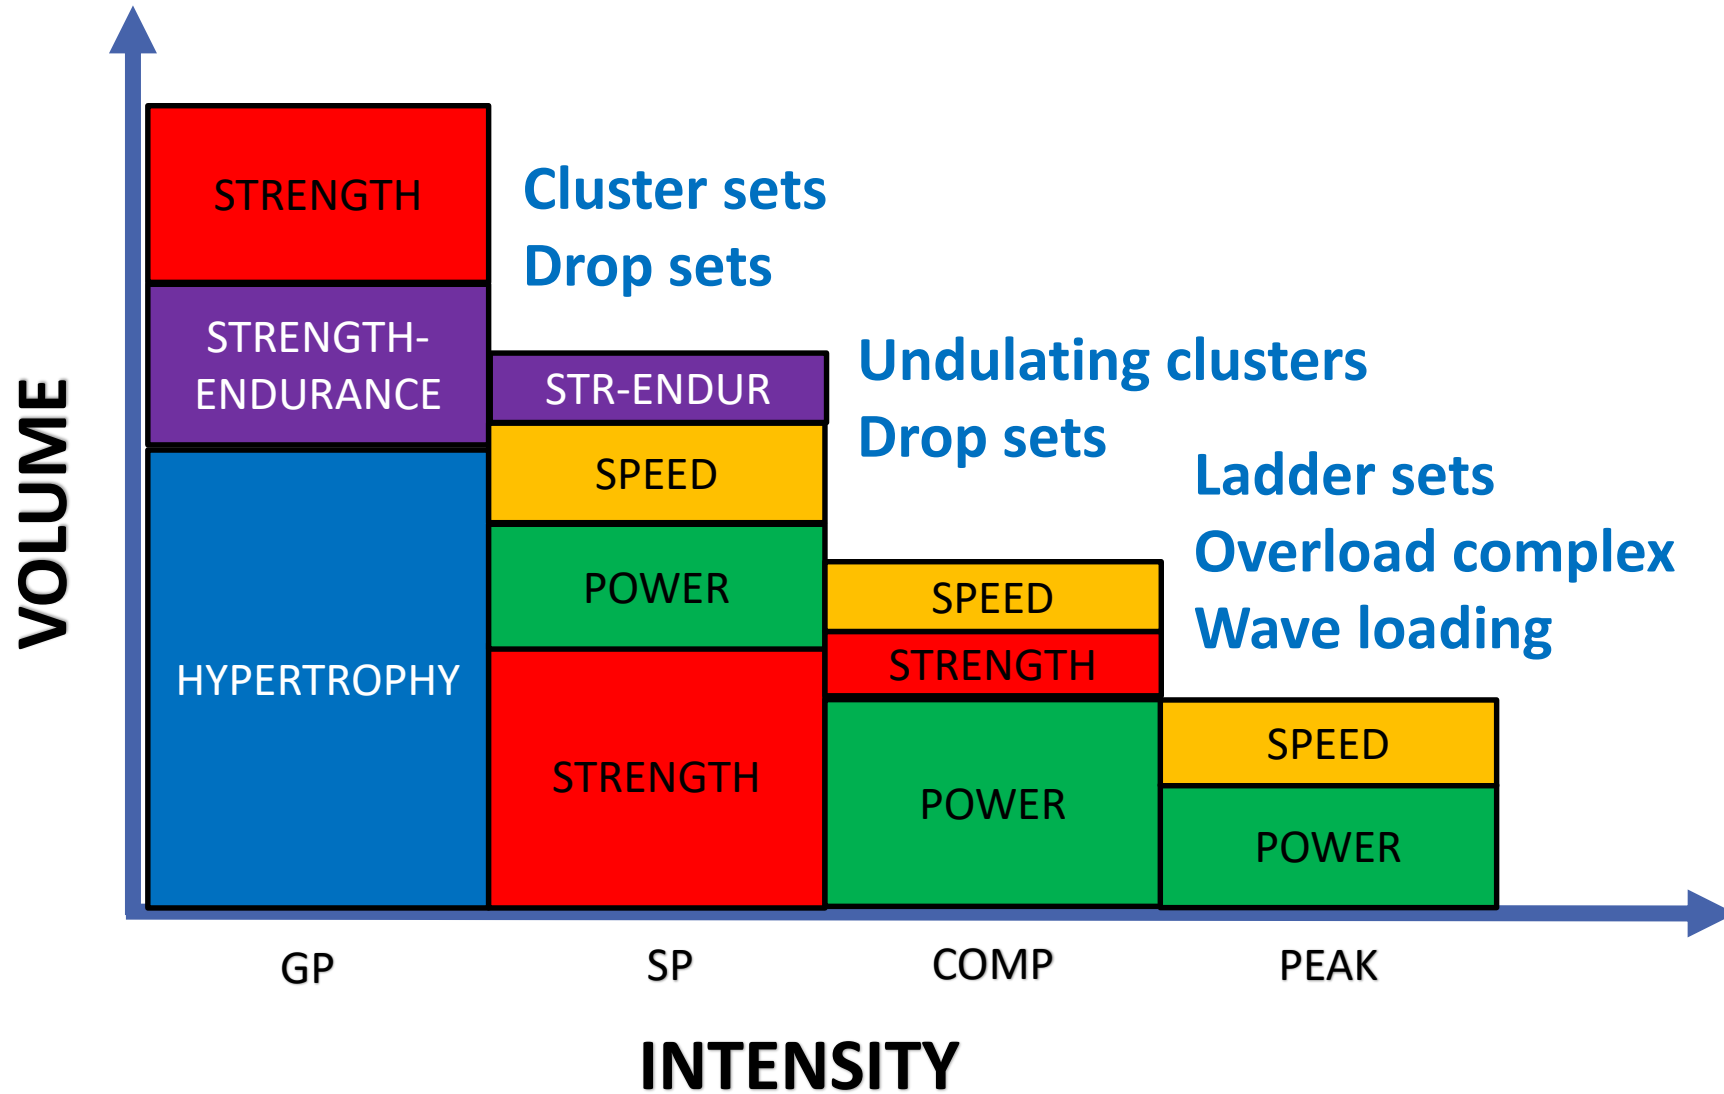 VOLUME
STRENGTH
STRENGTH-
ENDURANCE
HYPERTROPHY
Cluster sets
Drop sets
STR-ENDUR
SPEED
POWER
STRENGTH
Undulating clusters
Drop sets
SPEED
STRENGTH
POWER
Ladder sets
Overload complex
Wave loading
SPEED
POWER
GP
SP
COMP
PEAK
INTENSITY